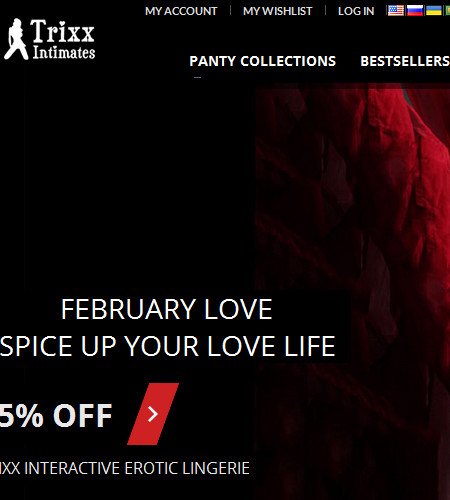 MY ACCOUNT MY WISHLIST LOG IN
Trixx
Intimates
PANTY COLLECTIONS BESTSELLERS
FEBRUARY LOVE
SPICE UP YOUR LOVE LIFE
5% OFF
IXX INTERACTIVE EROTIC LINGERIE